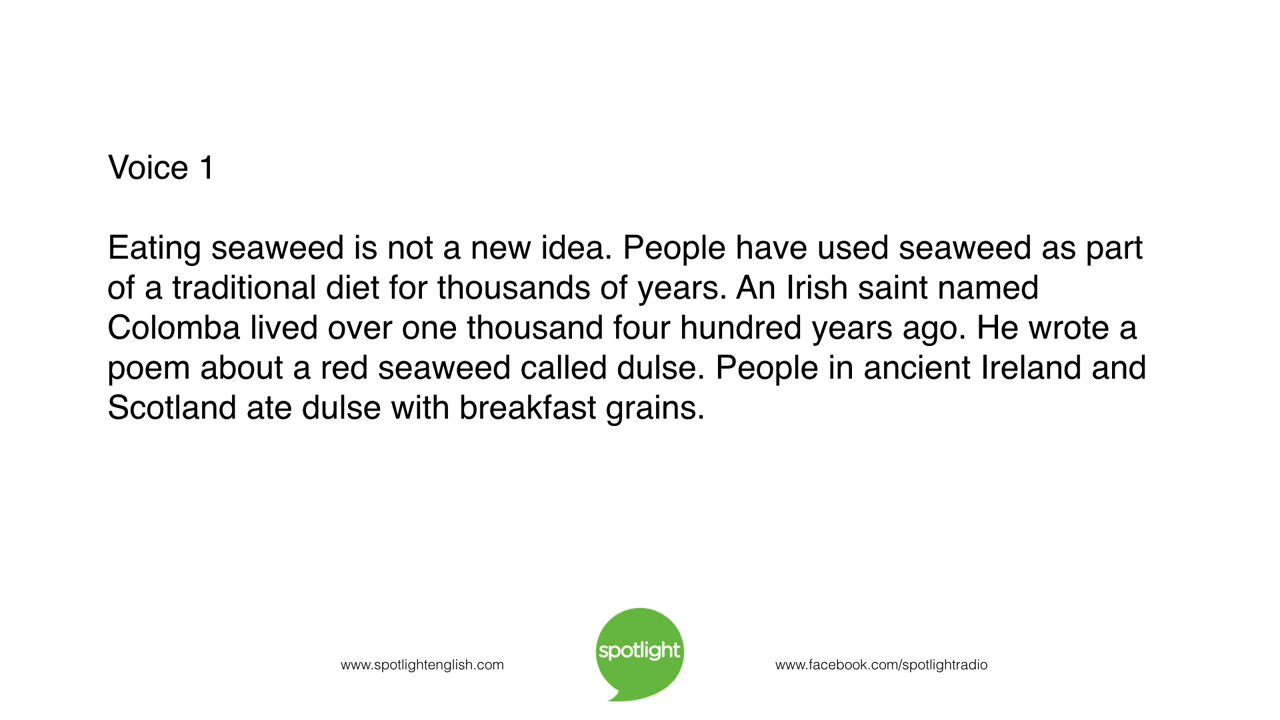 Voice 1
Eating seaweed is not a new idea. People have used seaweed as part
of a traditional diet for thousands of years. An Irish saint named
Colomba lived over one thousand four hundred years ago. He wrote a
poem about a red seaweed called dulse. People in ancient Ireland and
Scotland ate dulse with breakfast grains.
www.spotlightenglish.com
spotlight
www.facebook.com/spotlightradio